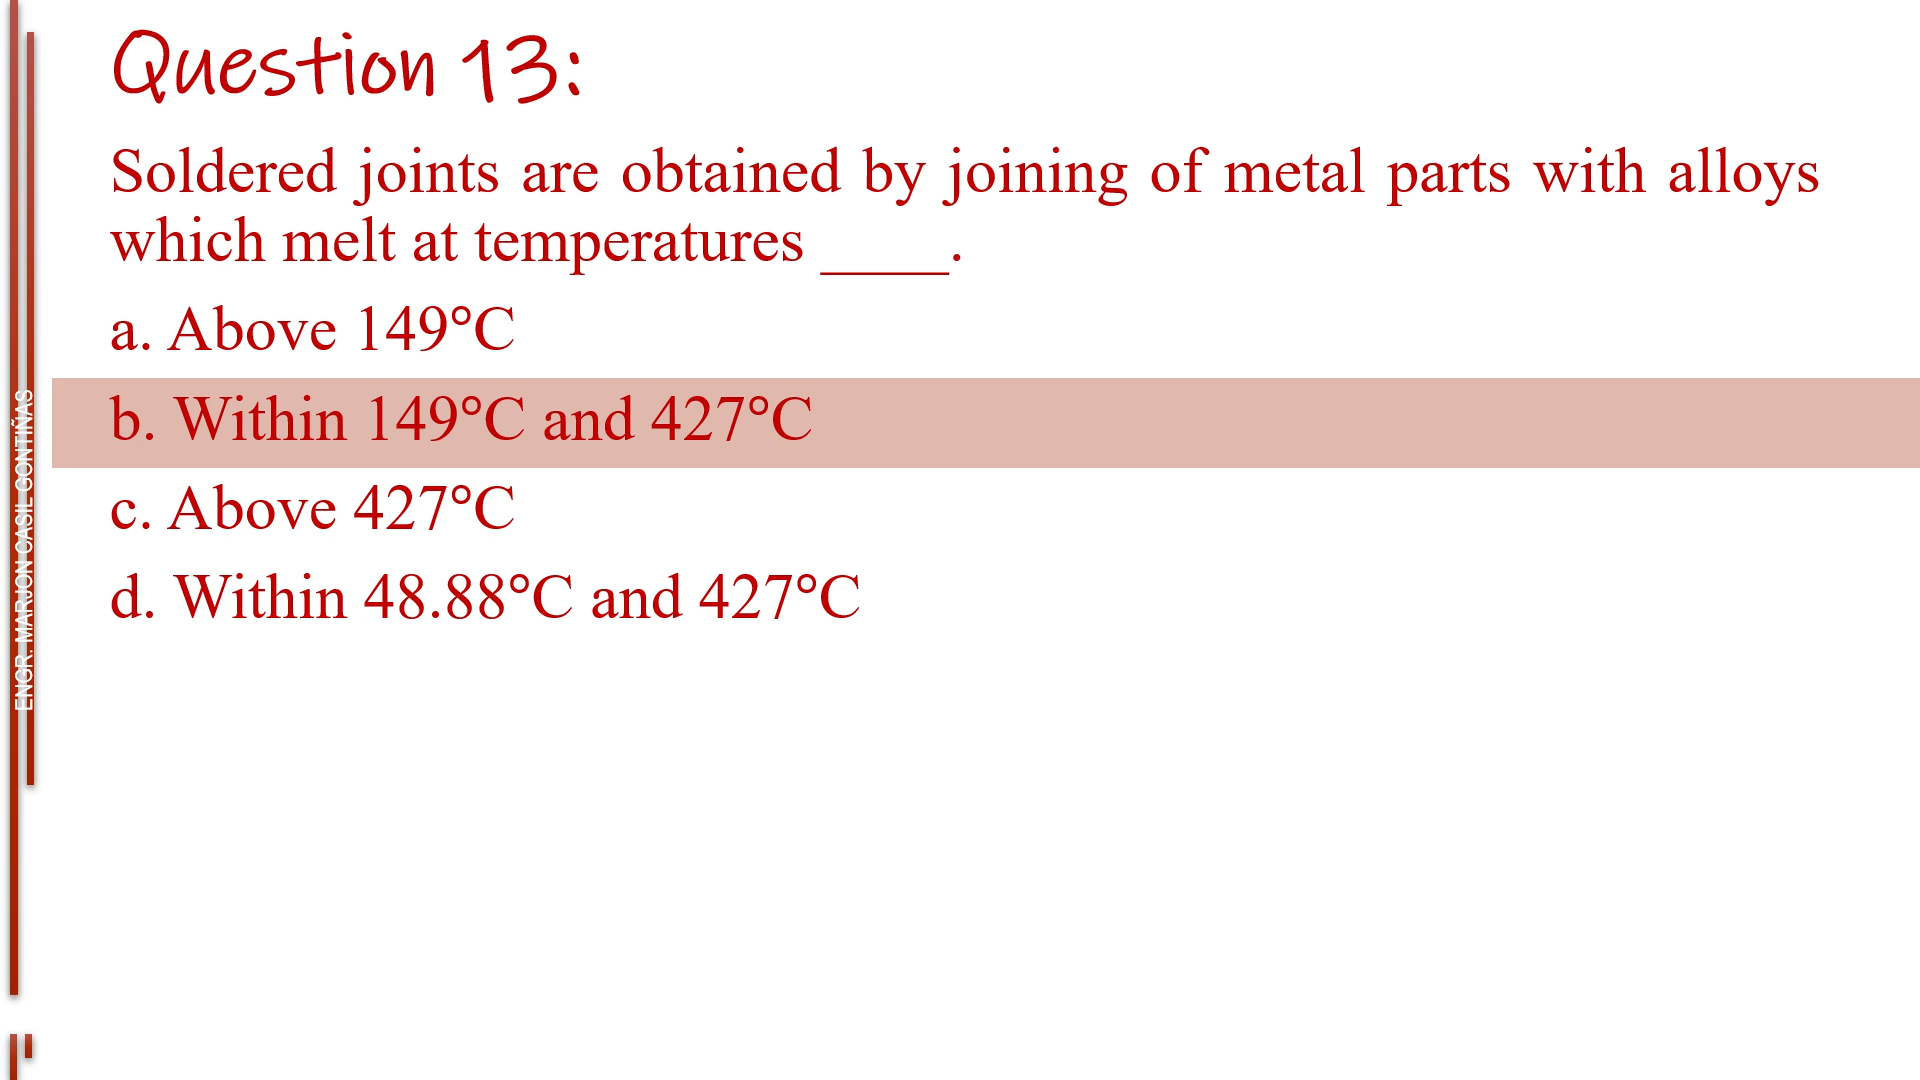 Question 13:
Soldered joints are obtained by joining of metal parts with alloys
which melt at temperatures ____.
a. Above 149°C
b. Within 149°C and 427°C
c. Above 427°C
d. Within 48.88°C and 427°C
ENGR. MARJON CASIL GONTIÑAS